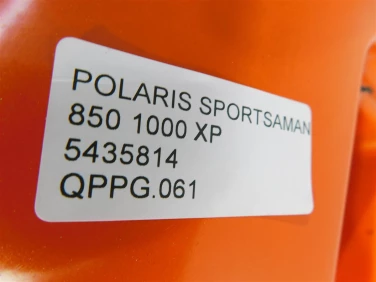 POLARIS SPORTSAMAN
850 1000 XP
5435814
QPPG.061